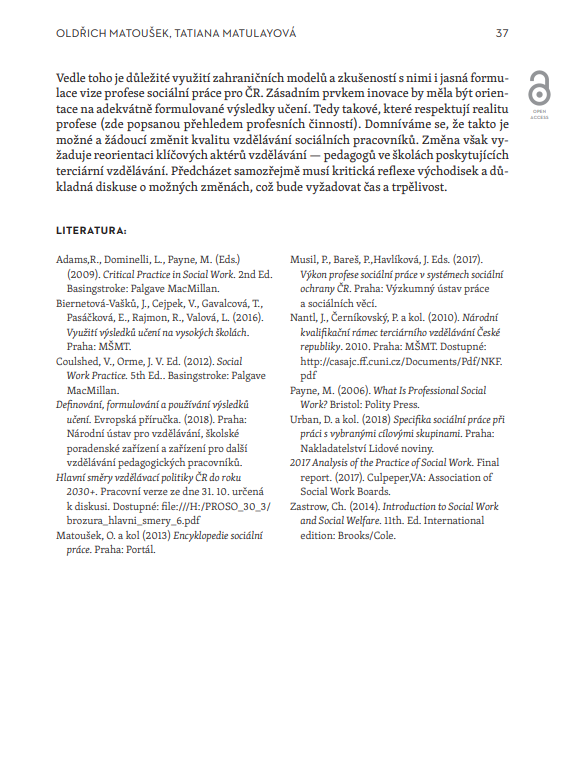 OLDŘICH MATOUŠEK, TATIANA MATULAYOVÁ 37
Vedle toho je důležité využití zahraničních modelů a zkušeností s nimi i jasná formu-
lace vize profese sociální práce pro ČR. Zásadním prvkem inovace by měla být orien-
tace na adekvátně formulované výsledky učení. Tedy takové, které respektují realitu
profese (zde popsanou přehledem profesních činností). Domníváme se, že takto je
možné a žádoucí změnit kvalitu vzdělávání sociálních pracovníků. Změna však vy-
žaduje reorientaci klíčových aktérů vzdělávání — pedagogů ve školách poskytujících
terciární vzdělávání. Předcházet samozřejmě musí kritická reflexe východisek a dů-
kladná diskuse o možných změnách, což bude vyžadovat čas a trpělivost.
OPEN
ACCESS
LITERATURA:
Adams,R., Dominelli, L., Payne, M. (Eds.)
(2009). Critical Practice in Social Work. 2nd Ed.
Basingstroke: Palgave MacMillan.
Biernetová-Vašků, J., Cejpek, V., Gavalcová, T.,
Pasáčková, E., Rajmon, R., Valová, L. (2016).
Využití výsledků učení na vysokých školách.
Praha: MŠMT.
Coulshed, V., Orme, J. V. Ed. (2012). Social
Work Practice. 5th Ed.. Basingstroke: Palgave
MacMillan.
Definování, formulování a používání výsledků
učení. Evropská příručka. (2018). Praha:
Národní ústav pro vzdělávání, školské
poradenské zařízení a zařízení pro další
vzdělávání pedagogických pracovníků.
Hlavní směry vzdělávací politiky ČR do roku
2030+. Pracovní verze ze dne 31. 10. určená
k diskusi. Dostupné: file:///H:/PROSO_30_3/
brozura_hlavni_smery_6.pdf
Matoušek, O. a kol (2013) Encyklopedie sociální
práce. Praha: Portál.
Musil, P., Bareš, P.,Havlíková, J. Eds. (2017).
Výkon profese sociální práce v systémech sociální
ochrany ČR. Praha: Výzkumný ústav práce
a sociálních věcí.
Nantl, J., Černikovský, P. a kol. (2010). Národní
kvalifikační rámec terciárního vzdělávání České
republiky. 2010. Praha: MŠMT. Dostupné:
http://casajc.ff.cuni.cz/Documents/Pdf/NKF.
pdf
Payne, M. (2006). What Is Professional Social
Work? Bristol: Polity Press.
Urban, D. a kol. (2018) Specifika sociální práce při
práci s vybranými cílovými skupinami. Praha:
Nakladatelství Lidové noviny.
2017 Analysis of the Practice of Social Work. Final
report. (2017). Culpeper,VA: Association of
Social Work Boards.
Zastrow, Ch. (2014). Introduction to Social Work
and Social Welfare. 11th. Ed. International
edition: Brooks/Cole.